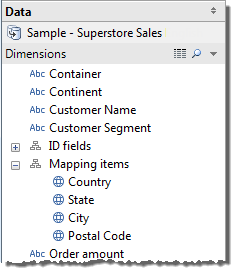 Data
Sample - Superstore Sales
Dimensions
Abc Container
Abc Continent
Abc Customer Name
Abc Customer Segment
ID fields
Mapping items
Country
State
City
Postal Code
Abc Order amount